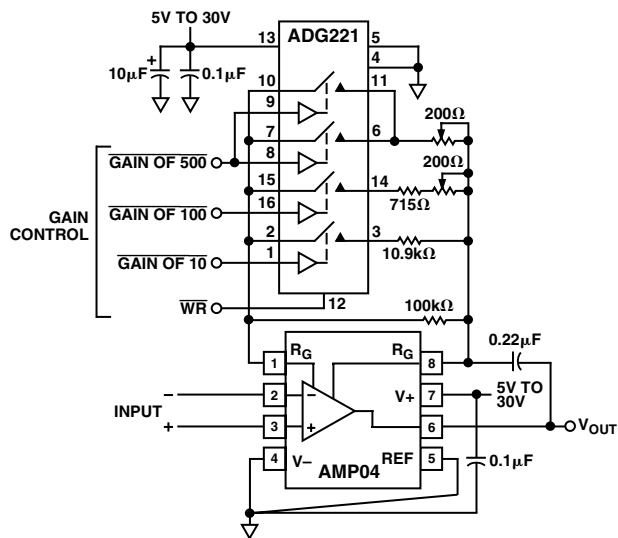 5V TO 30V
ADG221
13
5
4
10μF
+
0.1μF
10
11
9
200Ω
7
6
GAIN OF 500
8
200Ω
15
14
GAIN
CONTROL
GAIN OF 100
16
715Ω
2
3
GAIN OF 10
1
10.9kΩ
WR
12
100kΩ
0.22μF
1
RG
RG
8
INPUT
–
2
–
V+
7
5V TO
30V
+
3
+
6
VOUT
4
V–
REF
5
AMP04
0.1μF